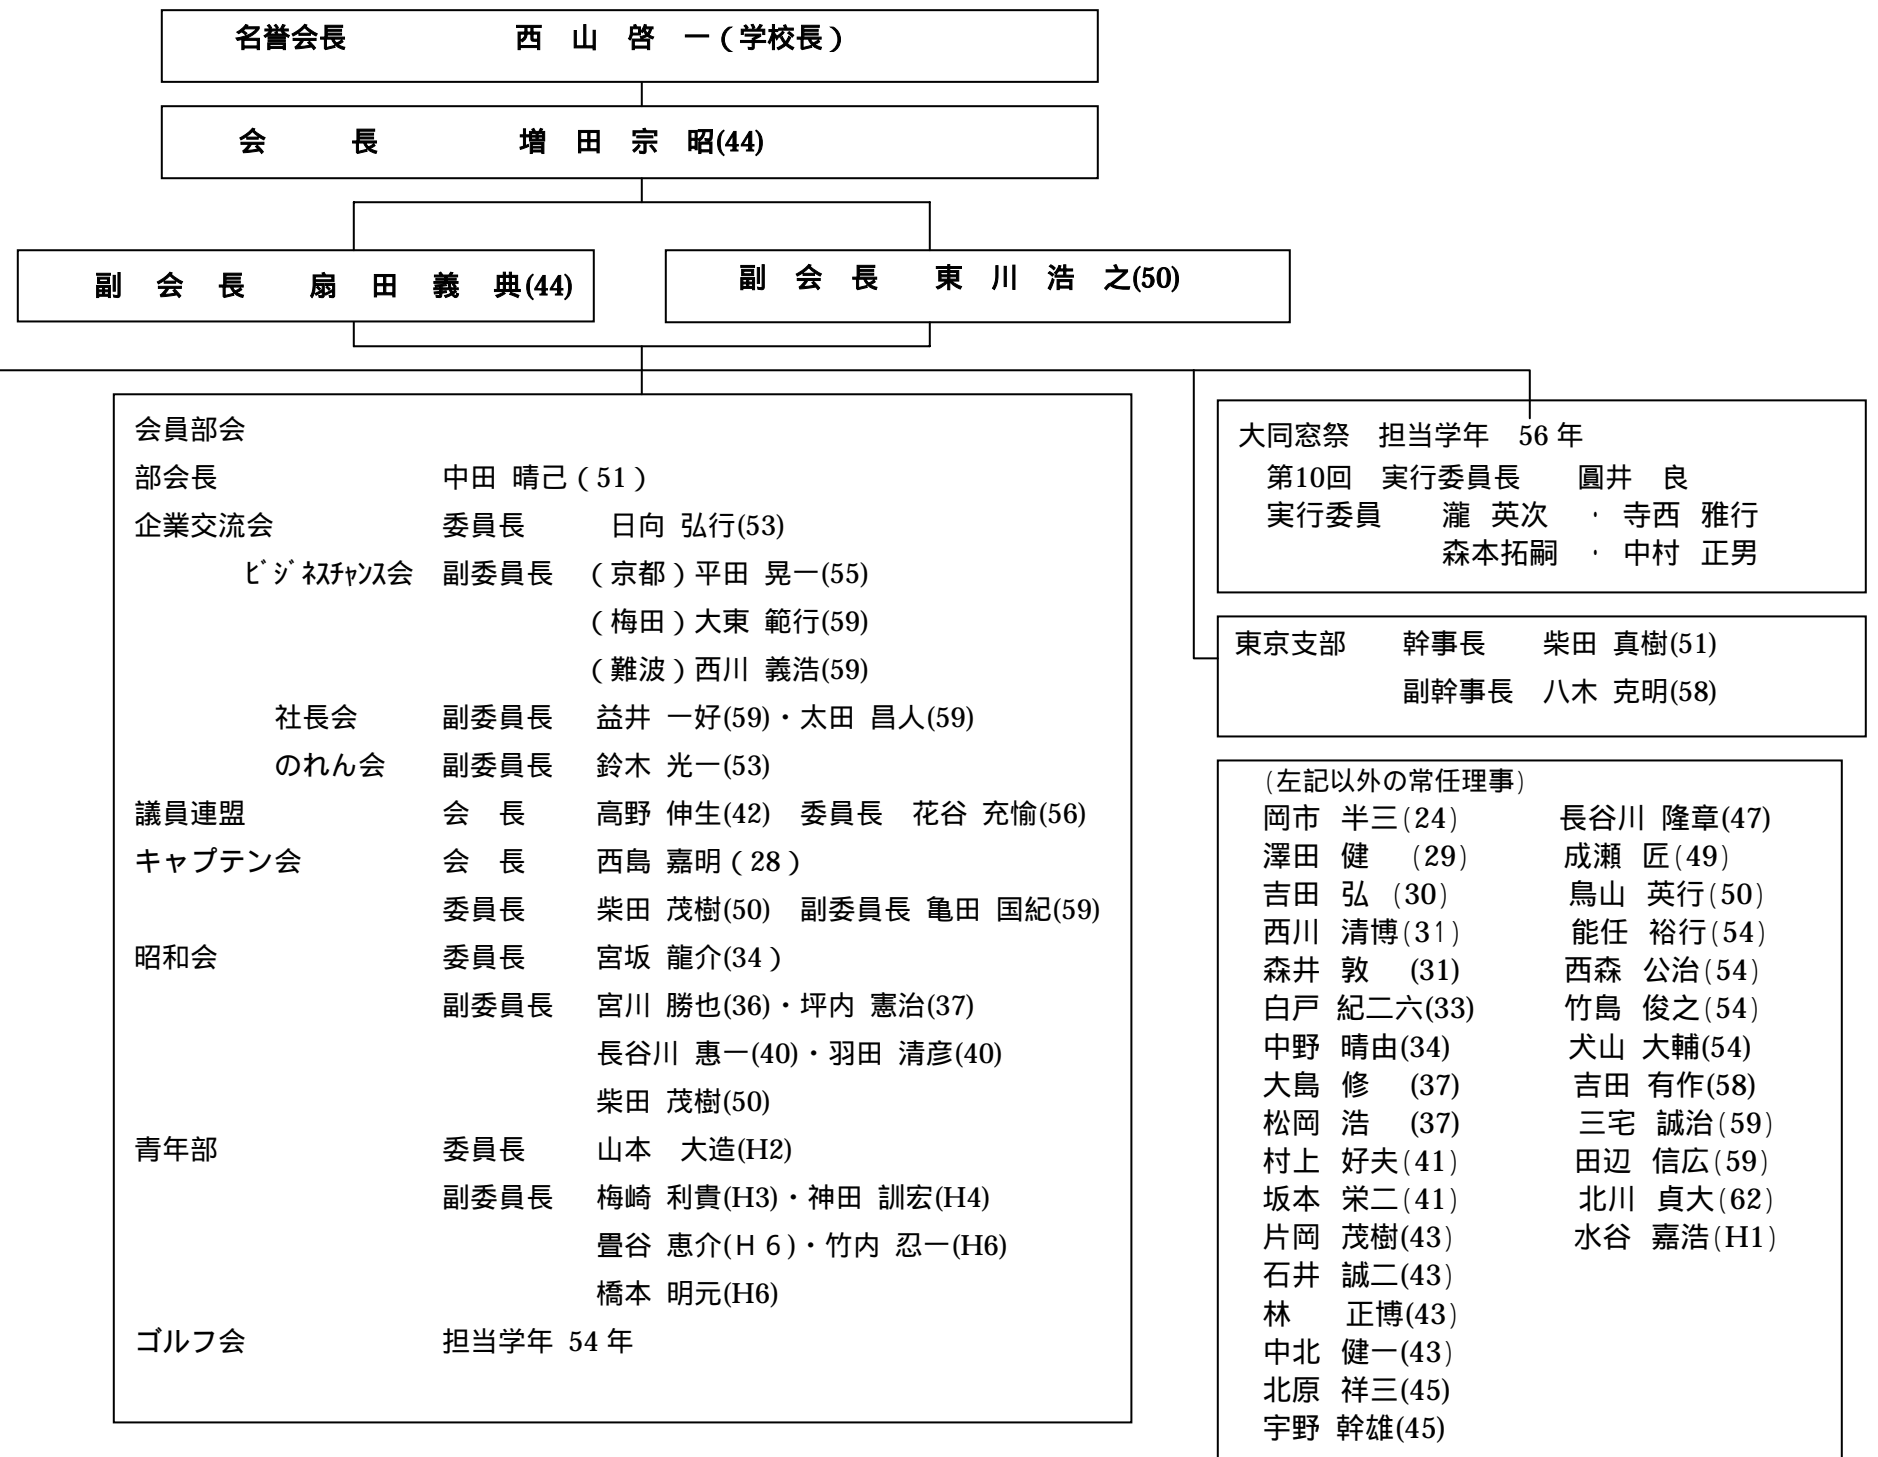 名誉会長 西 山 啓 一(学校長)
会 長 増 田 宗 昭(44)
副 会 長 扇 田 義 典(44)
副 会 長 東 川 浩 之(50)
会員部会
部会長 中田 晴己(51)
企業交流会 委員長 日向 弘行(53)
ﾋﾞｼﾞﾈｽﾁｬﾝｽ会 副委員長 (京都)平田 晃一(55)
(梅田)大東 範行(59)
(難波)西川 義浩(59)
社長会 副委員長 益井 一好(59)・太田 昌人(59)
のれん会 副委員長 鈴木 光一(53)
議員連盟 会 長 高野 伸生(42) 委員長 花谷 充愉(56)
キャプテン会 会 長 西島 嘉明(28)
委員長 柴田 茂樹(50) 副委員長 亀田 国紀(59)
昭和会 委員長 宮坂 龍介(34)
副委員長 宮川 勝也(36)・坪内 憲治(37)
長谷川 惠一(40)・羽田 清彦(40)
柴田 茂樹(50)
青年部 委員長 山本 大造(H2)
副委員長 梅崎 利貴(H3)・神田 訓宏(H4)
畳谷 恵介(H6)・竹内 忍一(H6)
橋本 明元(H6)
ゴルフ会 担当学年 54年
大同窓祭 担当学年 56年
第10回 実行委員長 圓井 良
実行委員 瀧 英次 ・ 寺西 雅行
森本拓嗣 ・ 中村 正男
東京支部 幹事長 柴田 真樹(51)
副幹事長 八木 克明(58)
(左記以外の常任理事)
岡市 半三(24) 長谷川 隆章(47)
澤田 健 (29) 成瀬 匠(49)
吉田 弘 (30) 鳥山 英行(50)
西川 清博(31) 能任 裕行(54)
森井 敦 (31) 西森 公治(54)
白戸 紀二六(33) 竹島 俊之(54)
中野 晴由(34) 犬山 大輔(54)
大島 修 (37) 吉田 有作(58)
松岡 浩 (37) 三宅 誠治(59)
村上 好夫(41) 田辺 信広(59)
坂本 栄二(41) 北川 貞大(62)
片岡 茂樹(43) 水谷 嘉浩(H1)
石井 誠二(43)
林 正博(43)
中北 健一(43)
北原 祥三(45)
宇野 幹雄(45)